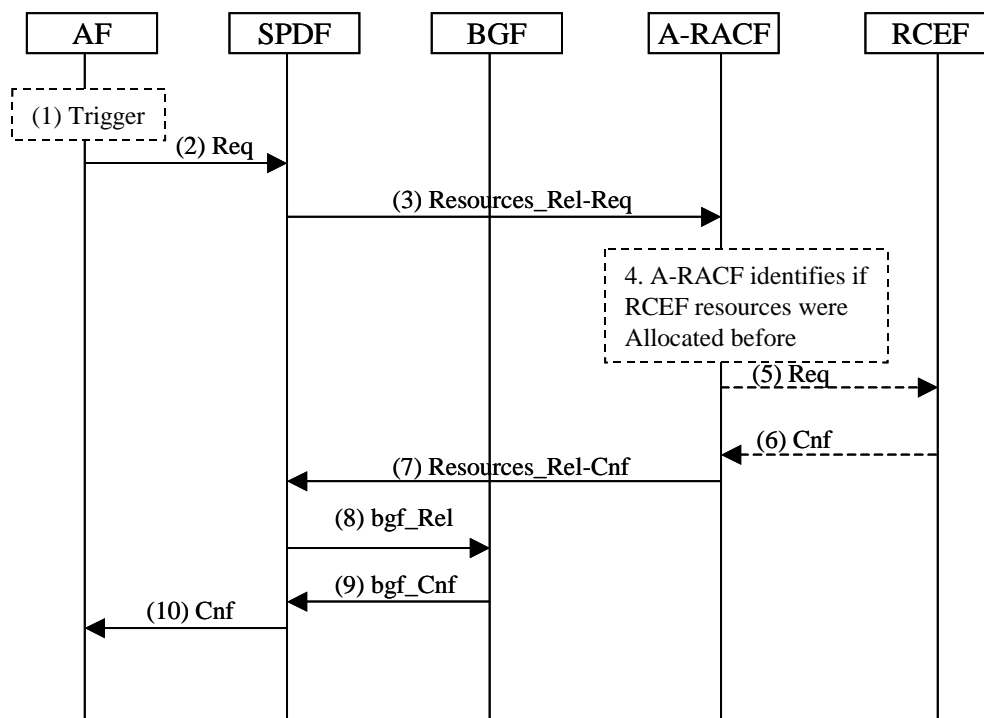 AF
SPDF
BGF
A-RACF
RCEF
(1) Trigger
(2) Req
(3) Resources_Rel-Req
4. A-RACF identifies if
RCEF resources were
Allocated before
(5) Req
(6) Cnf
(7) Resources_Rel-Cnf
(8) bgf_Rel
(9) bgf_Cnf
(10) Cnf